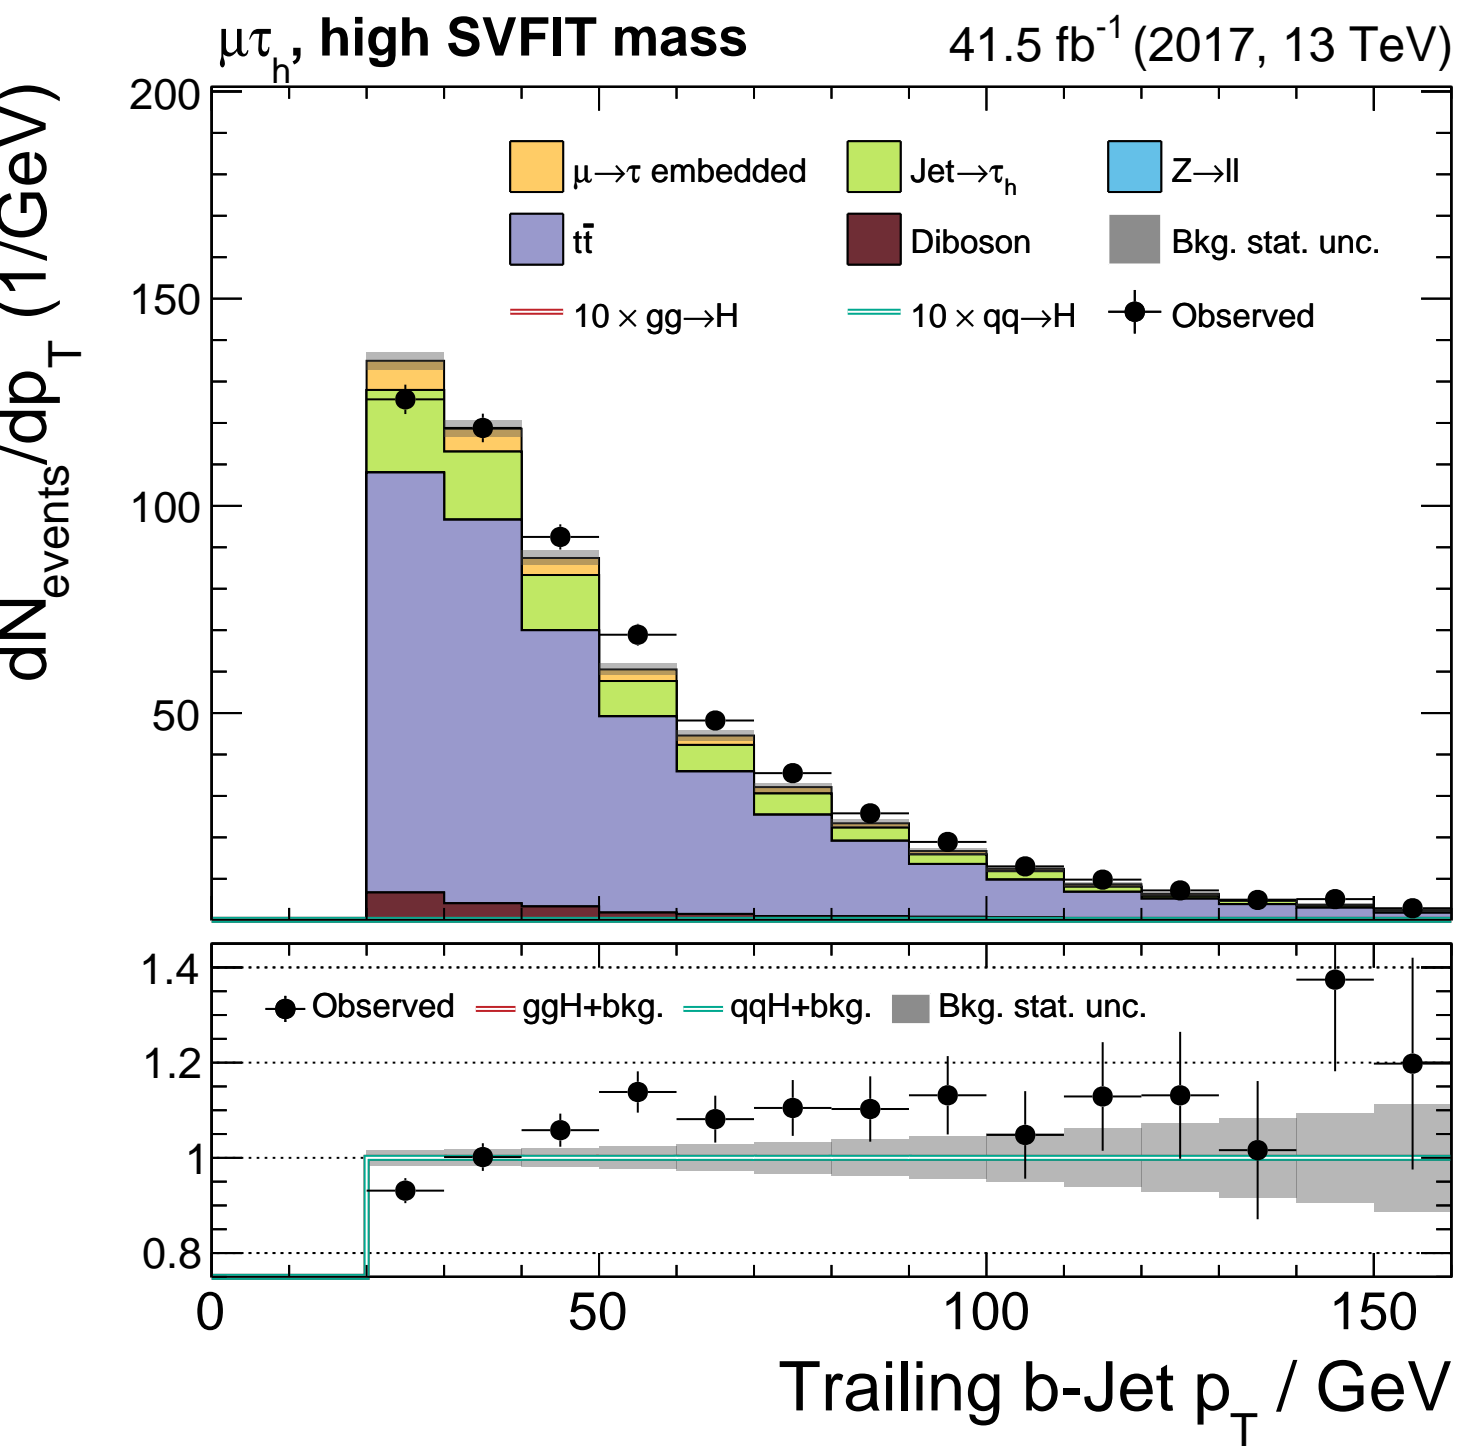 μτh, high SVFIT mass 41.5 fb-1 (2017, 13 TeV)
dNevents/dpT (1/GeV)
200
150
100
50
μ→τ embedded Jet→τh Z→ll
tt̄ Diboson Bkg. stat. unc.
10 × gg→H 10 × qq→H Observed
1.4
1.2
1
0.8
Observed ggH+bkg. qqH+bkg. Bkg. stat. unc.
0 50 100 150
Trailing b-Jet pT / GeV